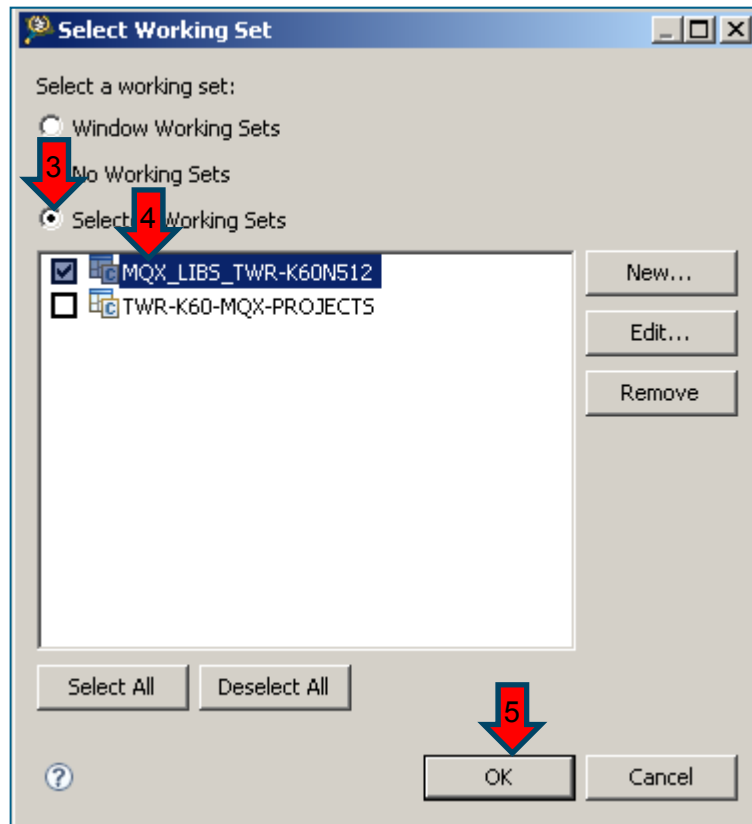 Select Working Set
Select a working set:
Window Working Sets
3
No Working Sets
4
Selected Working Sets
MQX_LIBS_TWR-K60N512
New...
TWR-K60-MQX-PROJECTS
Edit...
Remove
Select All
Deselect All
5
OK
Cancel